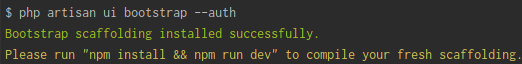 $ php artisan ui bootstrap --auth
Bootstrap scaffolding installed successfully.
Please run "npm install && npm run dev" to compile your fresh scaffolding.